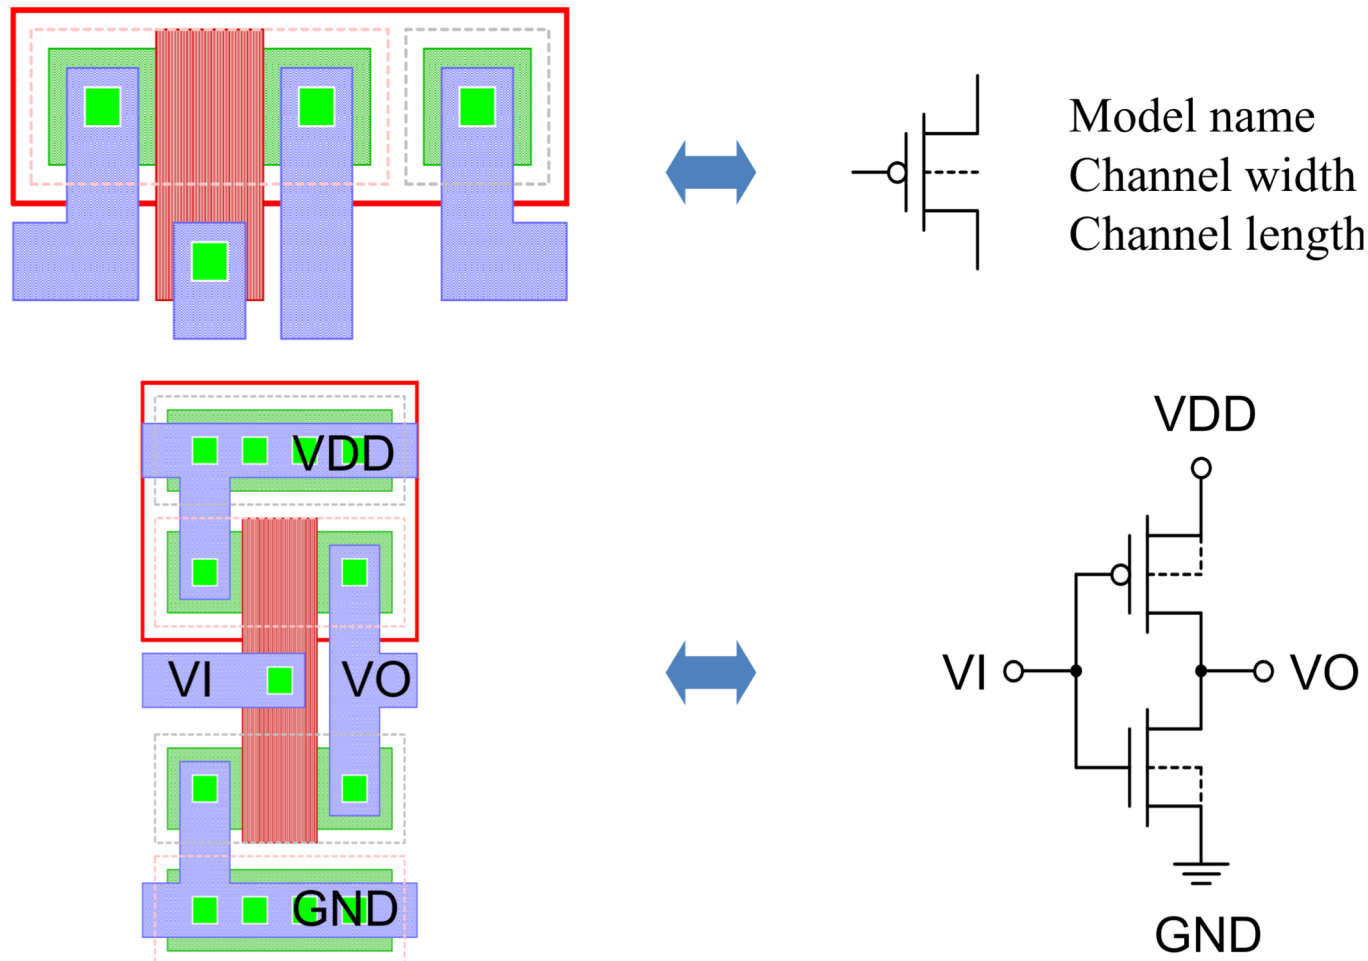 Model name
Channel width
Channel length
VDD
VDD
VI
VO
VI
VO
GND
GND